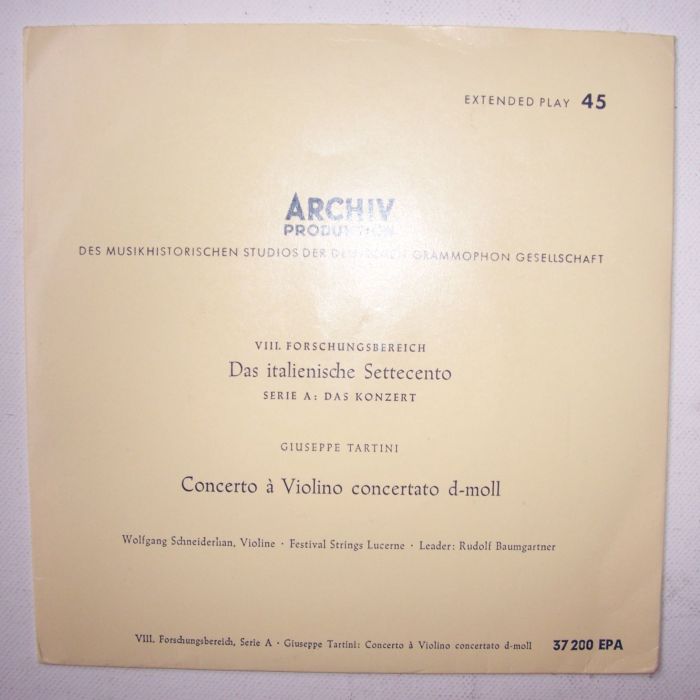 EXTENDED PLAY 45
ARCHIV
PRODUKTION
DES MUSIKHISTORISCHEN STUDIOS DER DEUTSCHEN GRAMMOPHON GESELLSCHAFT
VIII. FORSCHUNGSBEREICH
Das italienische Settecento
SERIE A: DAS KONZERT
GIUSEPPE TARTINI
Concerto à Violino concertato d-moll
Wolfgang Schneiderhan, Violine · Festival Strings Lucerne · Leader: Rudolf Baumgartner
VIII. Forschungsbereich, Serie A · Giuseppe Tartini: Concerto à Violino concertato d-moll 37 200 EPA